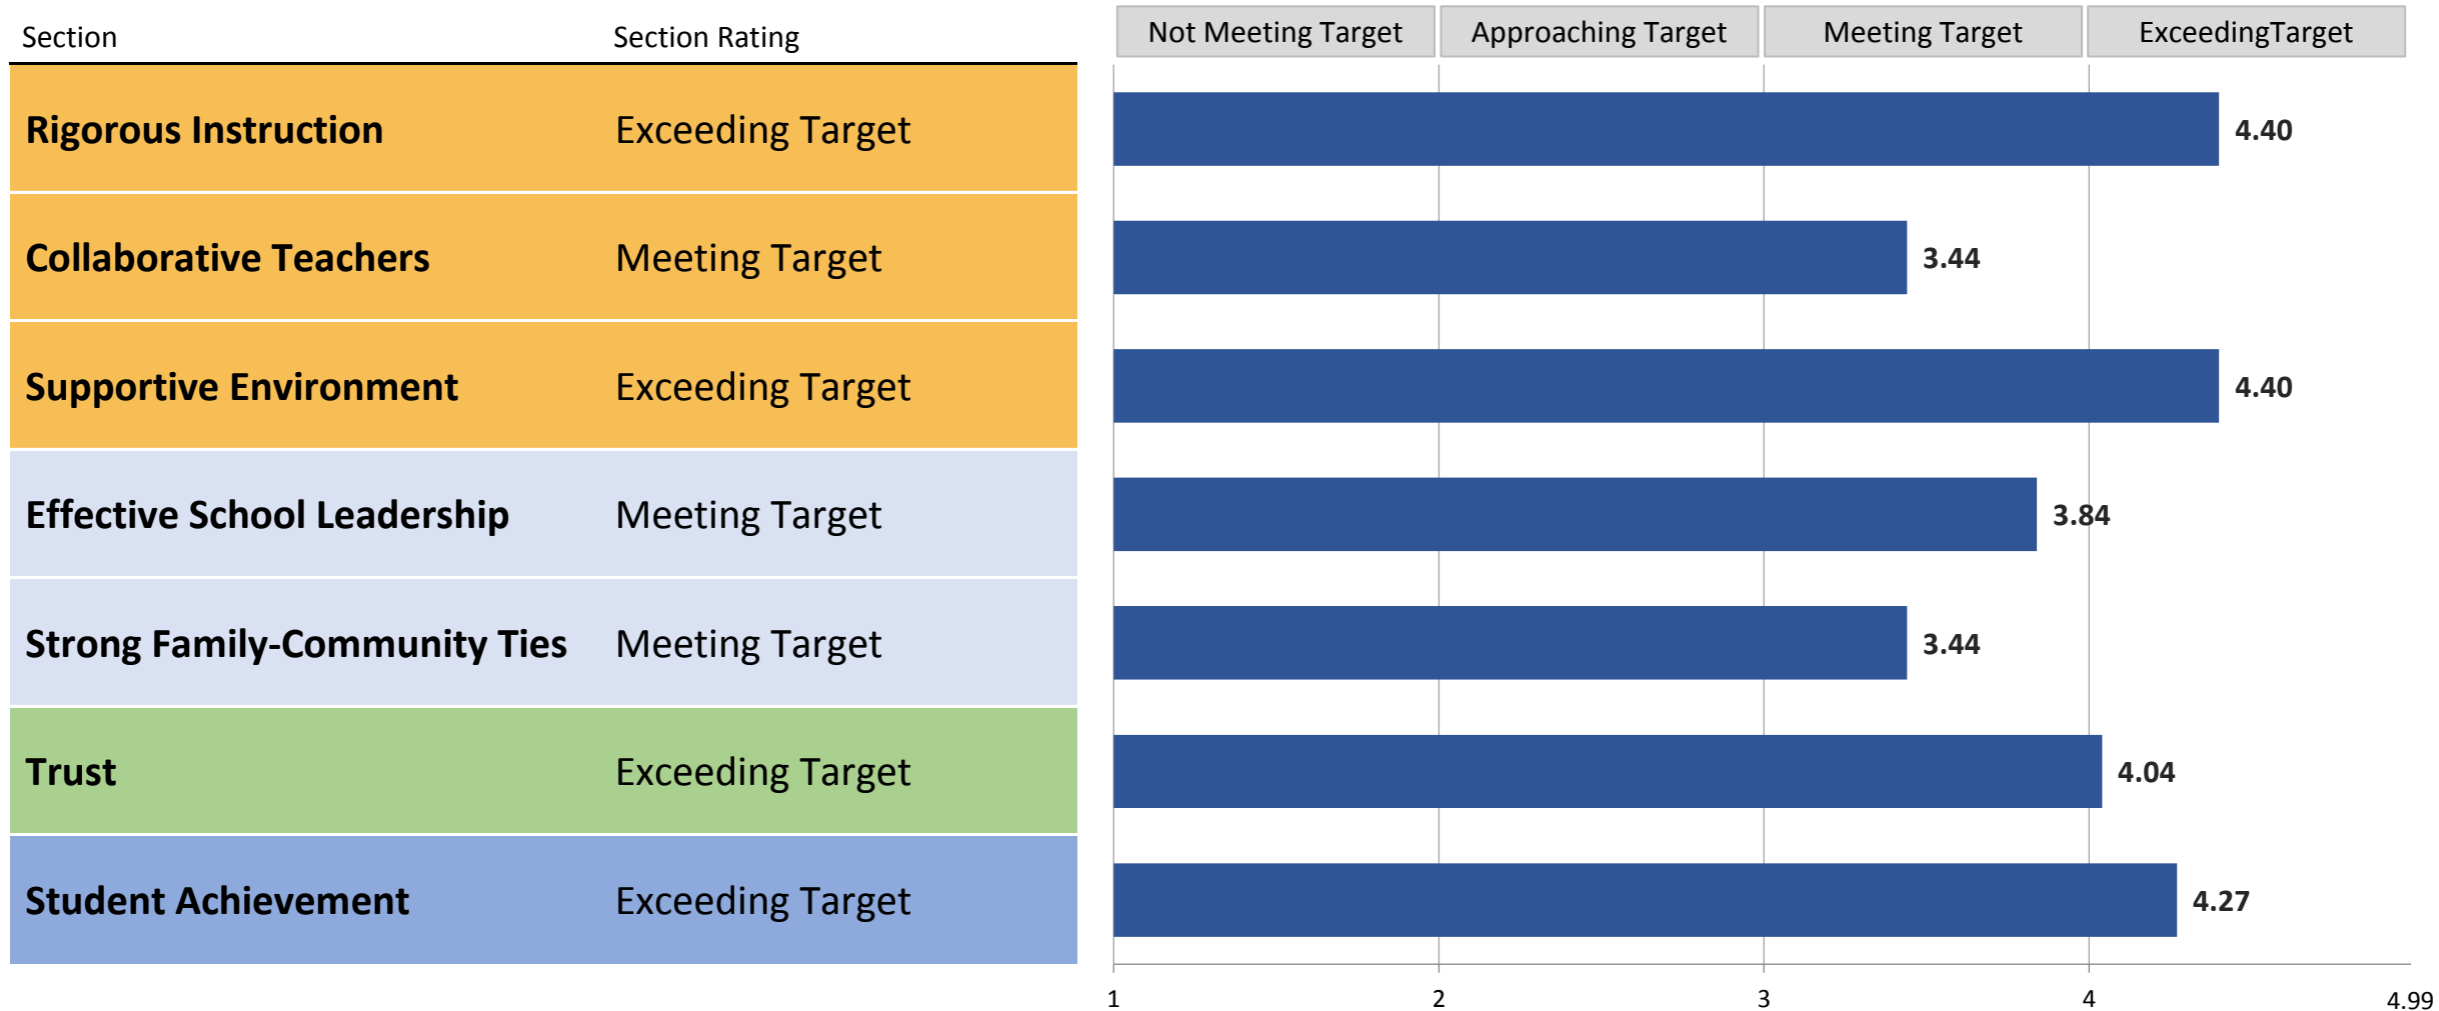 Section Section Rating Not Meeting Target Approaching Target Meeting Target ExceedingTarget
Rigorous Instruction Exceeding Target 4.40
Collaborative Teachers Meeting Target 3.44
Supportive Environment Exceeding Target 4.40
Effective School Leadership Meeting Target 3.84
Strong Family-Community Ties Meeting Target 3.44
Trust Exceeding Target 4.04
Student Achievement Exceeding Target 4.27
1 2 3 4 4.99